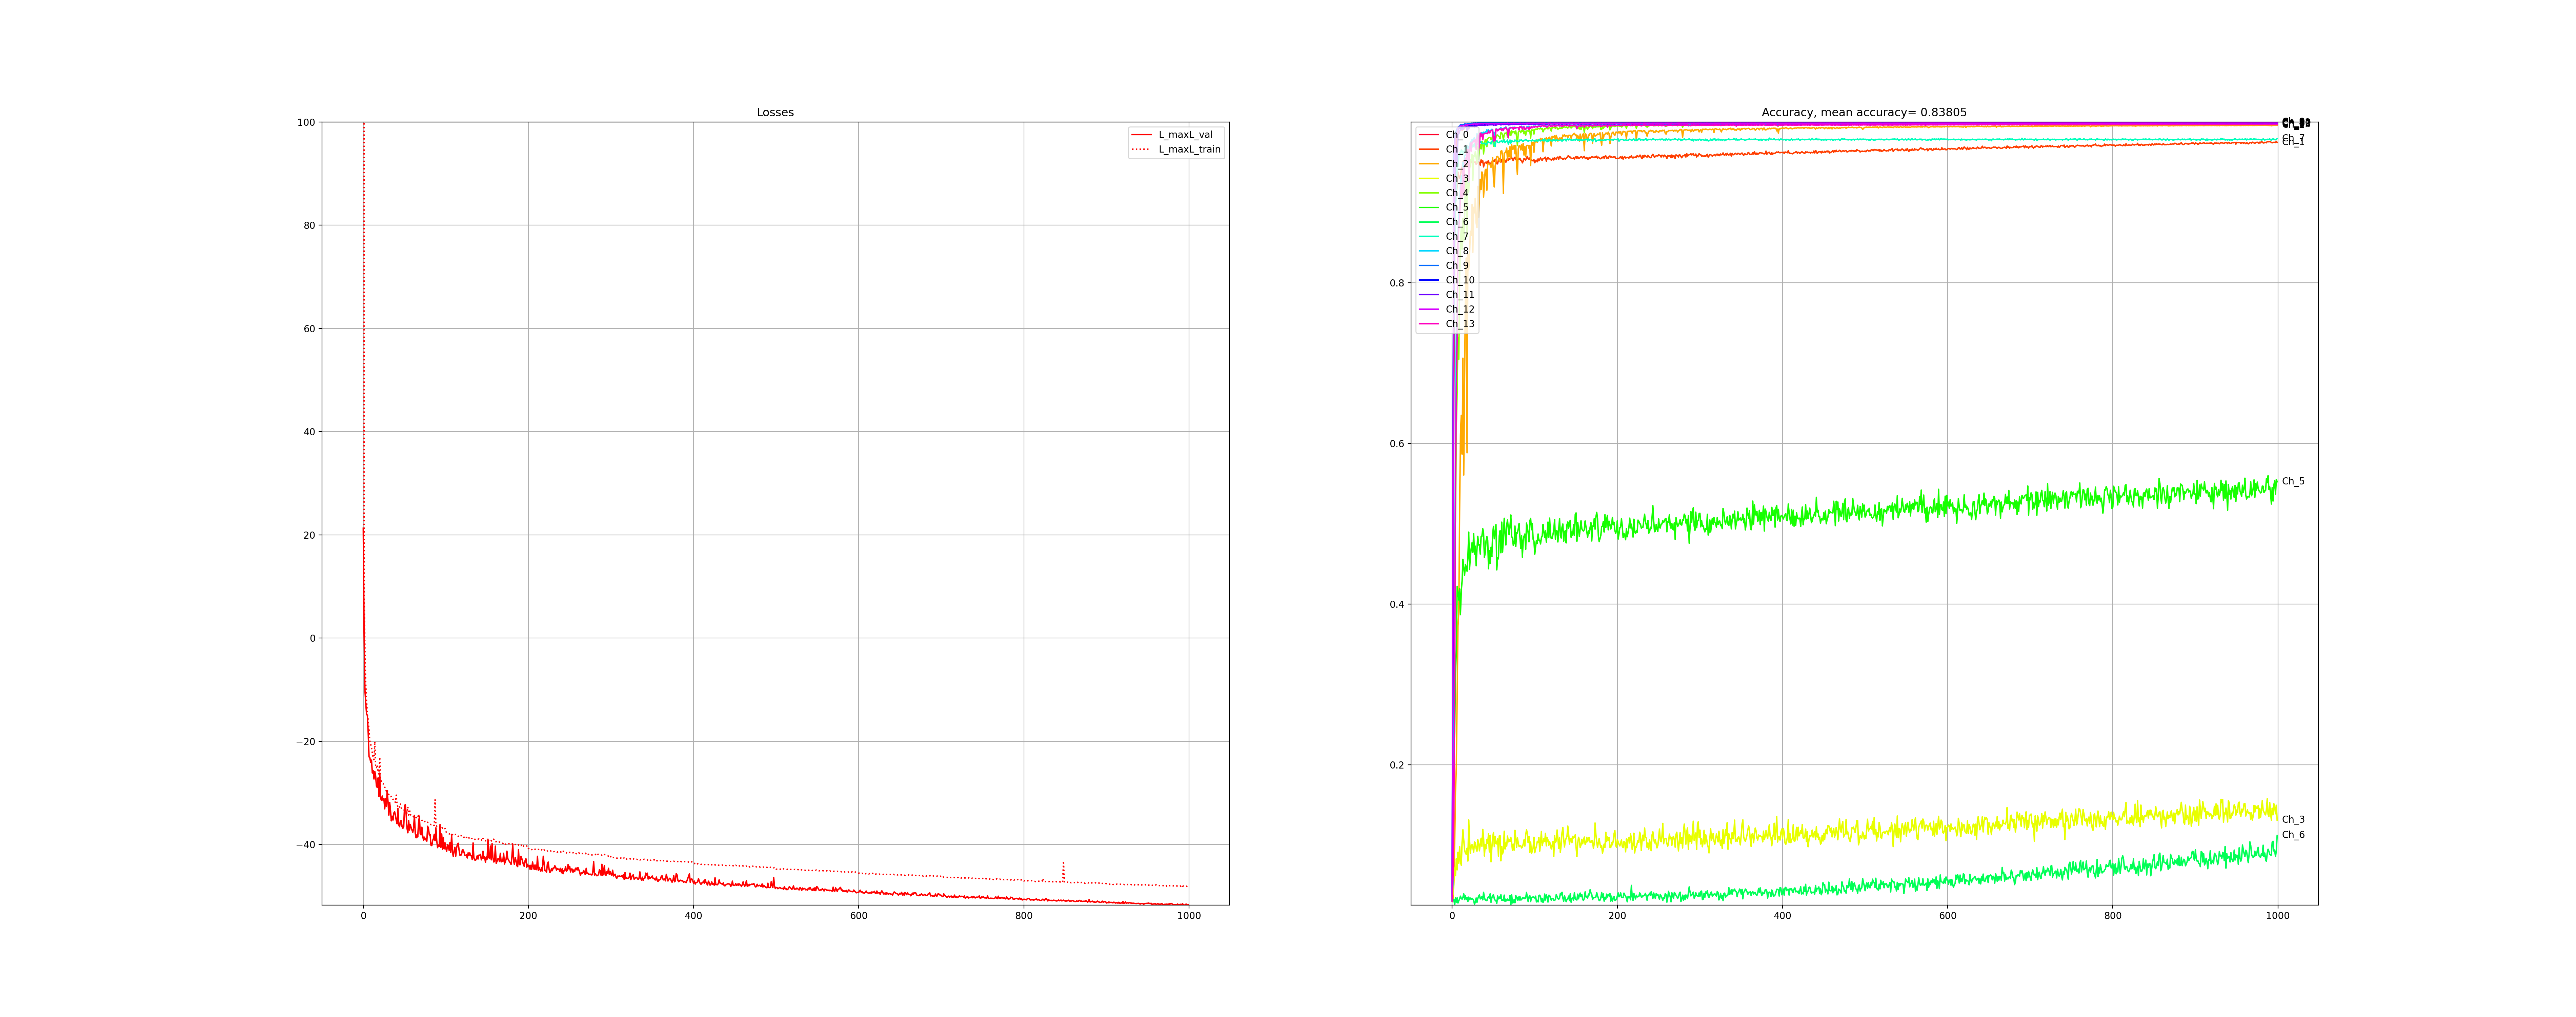 Losses
100
80
60
40
20
0
−20
−40
0
200
400
600
800
1000
L_maxL_val
L_maxL_train
Accuracy, mean accuracy= 0.83805
0.8
0.6
0.4
0.2
0
200
400
600
800
1000
Ch_0
Ch_1
Ch_2
Ch_3
Ch_4
Ch_5
Ch_6
Ch_7
Ch_8
Ch_9
Ch_10
Ch_11
Ch_12
Ch_13
Ch_7
Ch_1
Ch_5
Ch_3
Ch_6